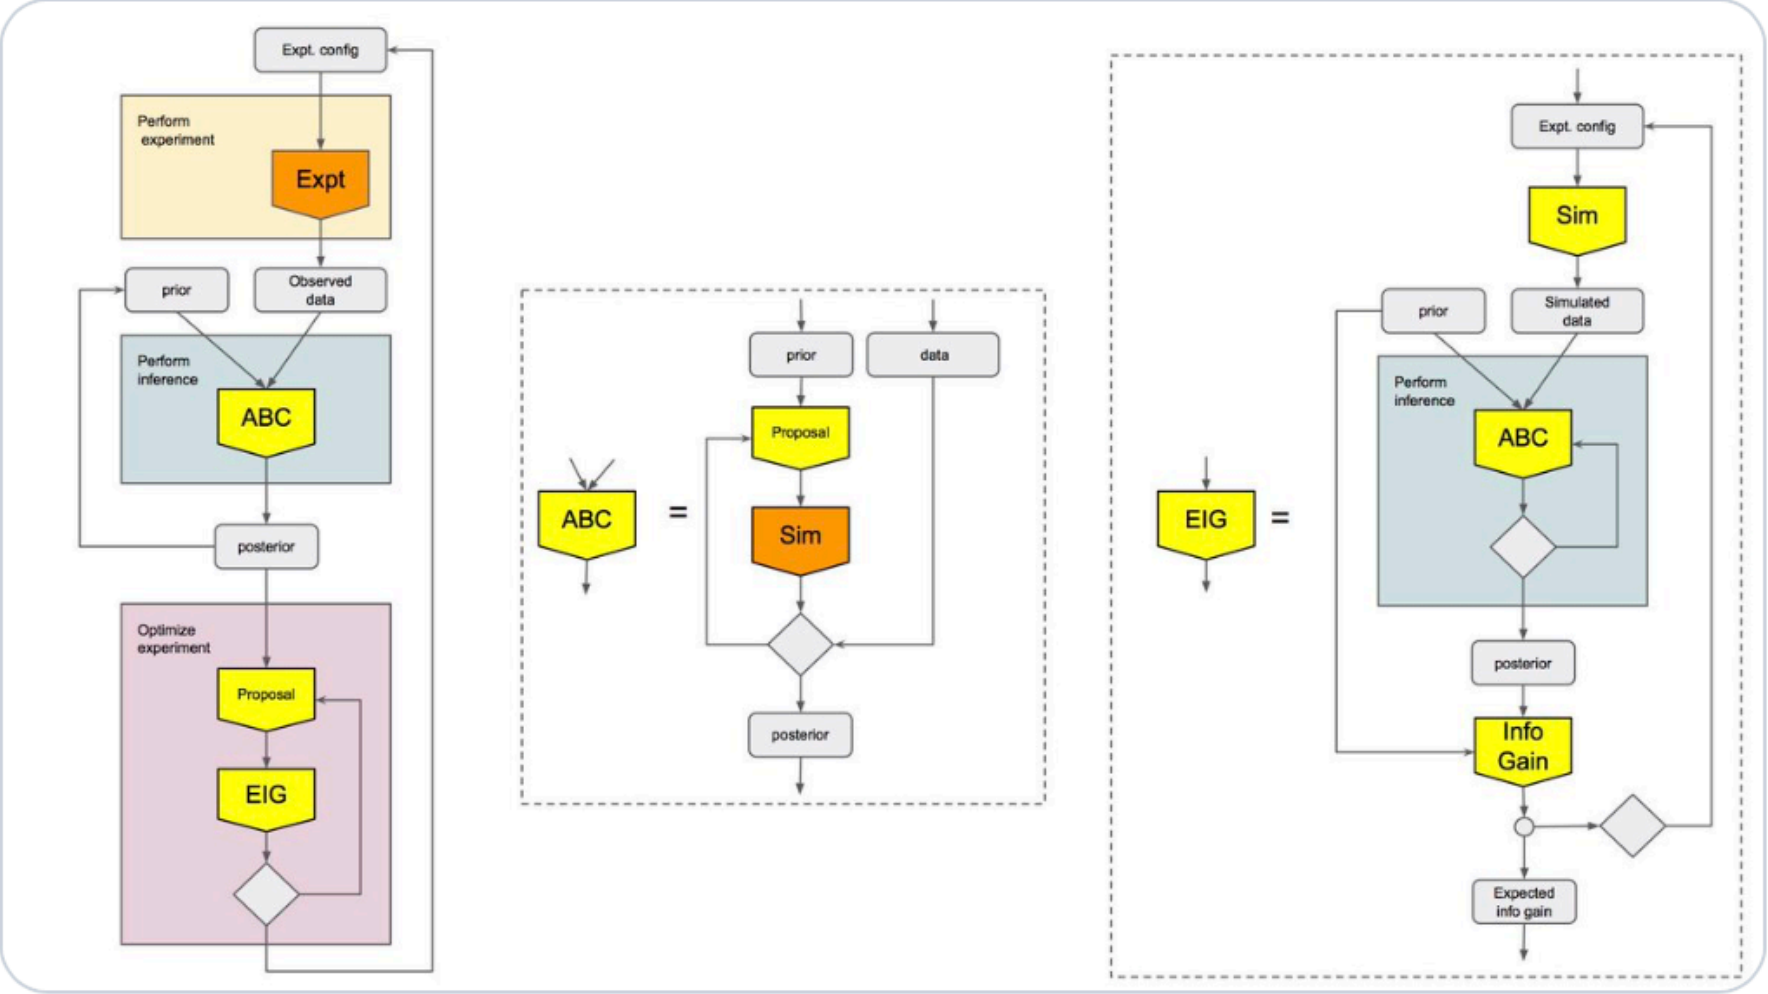 Expt. config
Perform
experiment
Expt
prior
Observed
data
Perform
inference
ABC
posterior
Optimize
experiment
Proposal
EIG
ABC
=
prior
data
Proposal
Sim
posterior
EIG
=
Expt. config
Sim
prior
Simulated
data
Perform
inference
ABC
posterior
Info
Gain
Expected
info gain